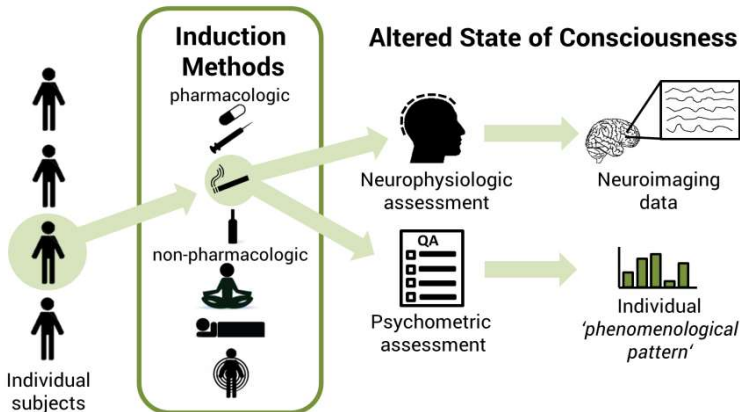 Induction
Methods
pharmacologic
non-pharmacologic
Individual
subjects
Altered State of Consciousness
Neurophysiologic
assessment
Neuroimaging
data
QA
Psychometric
assessment
Individual
‘phenomenological
pattern‘